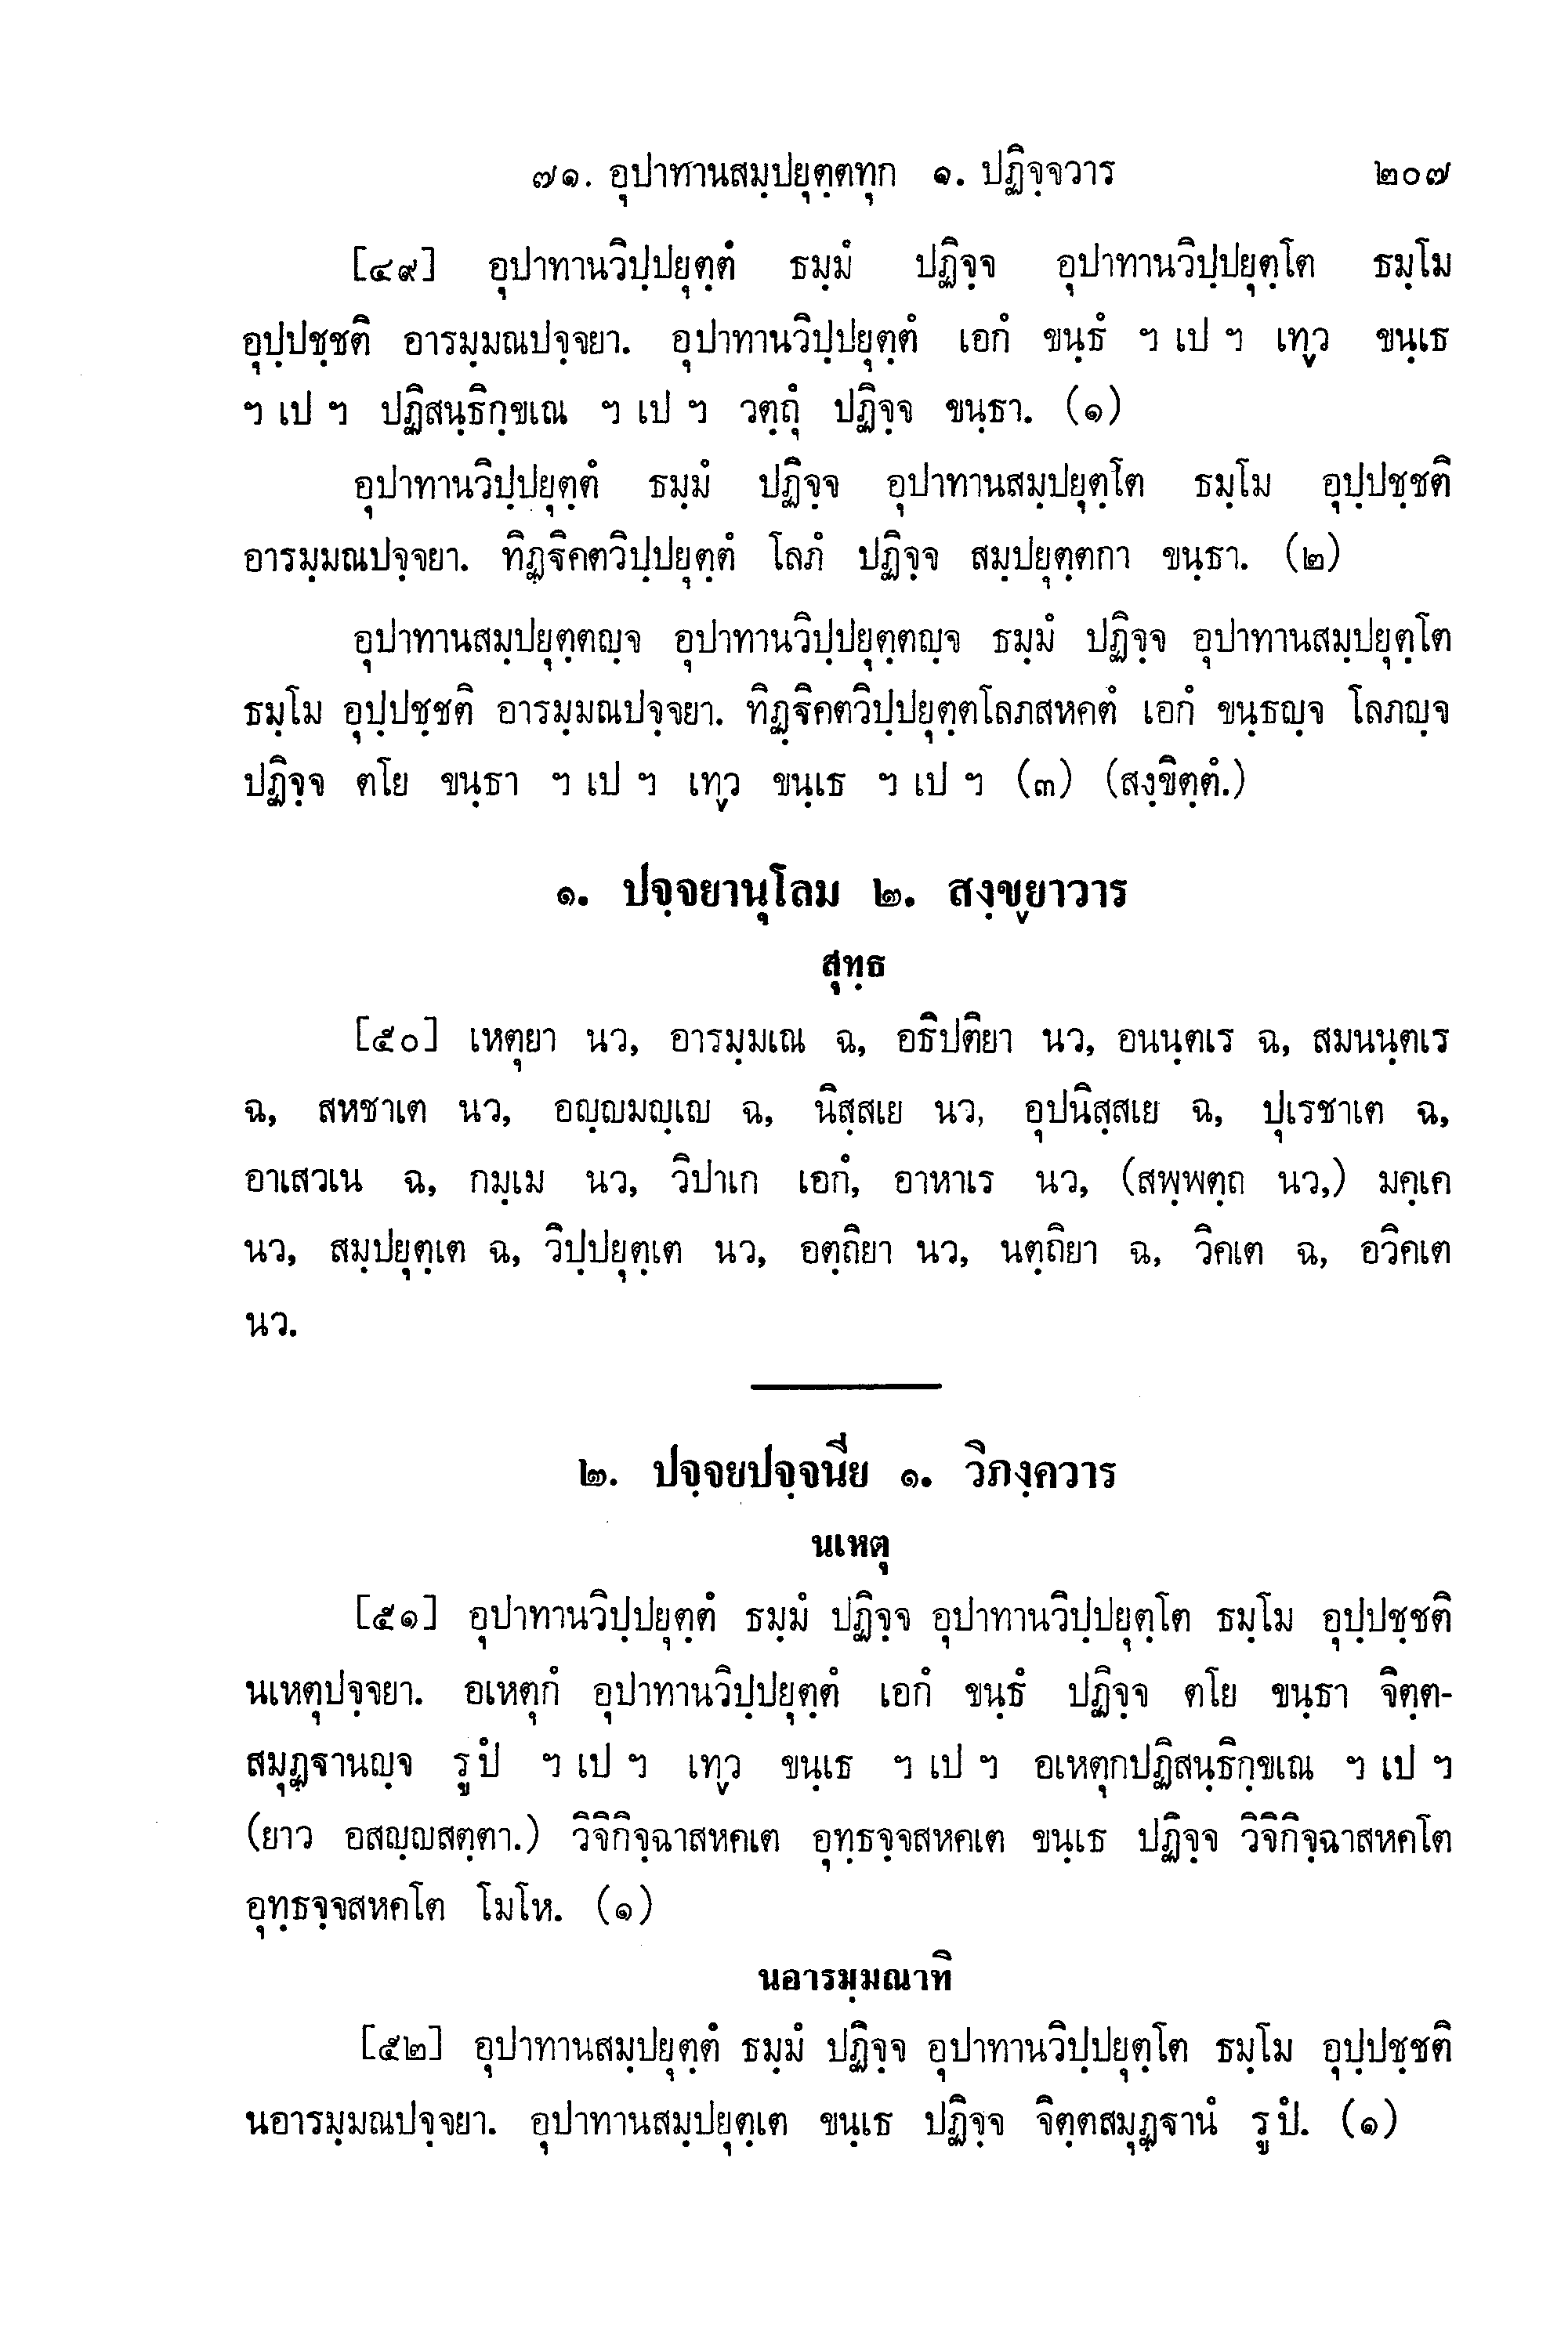 ๗๑. อุปาทานสมฺปยุตฺตทุก ๑. ปฏิจฺจวาร ๒๐๗
[๔๙] อุปาทานวิปฺปยุตฺตํ ธมฺมํ ปฏิจฺจ อุปาทานวิปฺปยุตฺโต ธมฺโม
อุปฺปชฺชติ อารมฺมณปจฺจยา. อุปาทานวิปฺปยุตฺตํ เอกํ ขนฺธํ ฯ เป ฯ เทฺว ขนฺเธ
ฯ เป ฯ ปฏิสนฺธิกฺขเณ ฯ เป ฯ วตฺถุํ ปฏิจฺจ ขนฺธา. (๑)
อุปาทานวิปฺปยุตฺตํ ธมฺมํ ปฏิจฺจ อุปาทานสมฺปยุตฺโต ธมฺโม อุปฺปชฺชติ
อารมฺมณปจฺจยา. ทิฏฺฐิคตวิปฺปยุตฺตํ โลภํ ปฏิจฺจ สมฺปยุตฺตกา ขนฺธา. (๒)
อุปาทานสมฺปยุตฺตญฺจ อุปาทานวิปฺปยุตฺตญฺจ ธมฺมํ ปฏิจฺจ อุปาทานสมฺปยุตฺโต
ธมฺโม อุปฺปชฺชติ อารมฺมณปจฺจยา. ทิฏฺฐิคตวิปฺปยุตฺตโลภสหคตํ เอกํ ขนฺธญฺจ โลภญฺจ
ปฏิจฺจ ตโย ขนฺธา ฯ เป ฯ เทฺว ขนฺเธ ฯ เป ฯ (๓) (สงฺขิตฺตํ.)
๑. ปจฺจยานุโลม ๒. สงฺขฺยาวาร
สุทฺธ
[๕๐] เหตุยา นว, อารมฺมเณ ฉ, อธิปติยา นว, อนนฺตเร ฉ, สมนนฺตเร
ฉ, สหชาเต นว, อญฺญมญฺเญ ฉ, นิสฺสเย นว, อุปนิสฺสเย ฉ, ปุเรชาเต ฉ,
อาเสวเน ฉ, กมฺเม นว, วิปาเก เอกํ, อาหาเร นว, (สพฺพตฺถ นว,) มคฺเค
นว, สมฺปยุตฺเต ฉ, วิปฺปยุตฺเต นว, อตฺถิยา นว, นตฺถิยา ฉ, วิคเต ฉ, อวิคเต
นว.
๒. ปจฺจยปจฺจนีย ๑. วิภงฺควาร
นเหตุ
[๕๑] อุปาทานวิปฺปยุตฺตํ ธมฺมํ ปฏิจฺจ อุปาทานวิปฺปยุตฺโต ธมฺโม อุปฺปชฺชติ
นเหตุปจฺจยา. อเหตุกํ อุปาทานวิปฺปยุตฺตํ เอกํ ขนฺธํ ปฏิจฺจ ตโย ขนฺธา จิตฺต-
สมุฏฺฐานญฺจ รูปํ ฯ เป ฯ เทฺว ขนฺเธ ฯ เป ฯ อเหตุกปฏิสนฺธิกฺขเณ ฯ เป ฯ
(ยาว อสญฺญสตฺตา.) วิจิกิจฺฉาสหคเต อุทฺธจฺจสหคเต ขนฺเธ ปฏิจฺจ วิจิกิจฺฉาสหคโต
อุทฺธจฺจสหคโต โมโห. (๑)
นอารมฺมณาทิ
[๕๒] อุปาทานสมฺปยุตฺตํ ธมฺมํ ปฏิจฺจ อุปาทานวิปฺปยุตฺโต ธมฺโม อุปฺปชฺชติ
นอารมฺมณปจฺจยา. อุปาทานสมฺปยุตฺเต ขนฺเธ ปฏิจฺจ จิตฺตสมุฏฺฐานํ รูปํ. (๑)